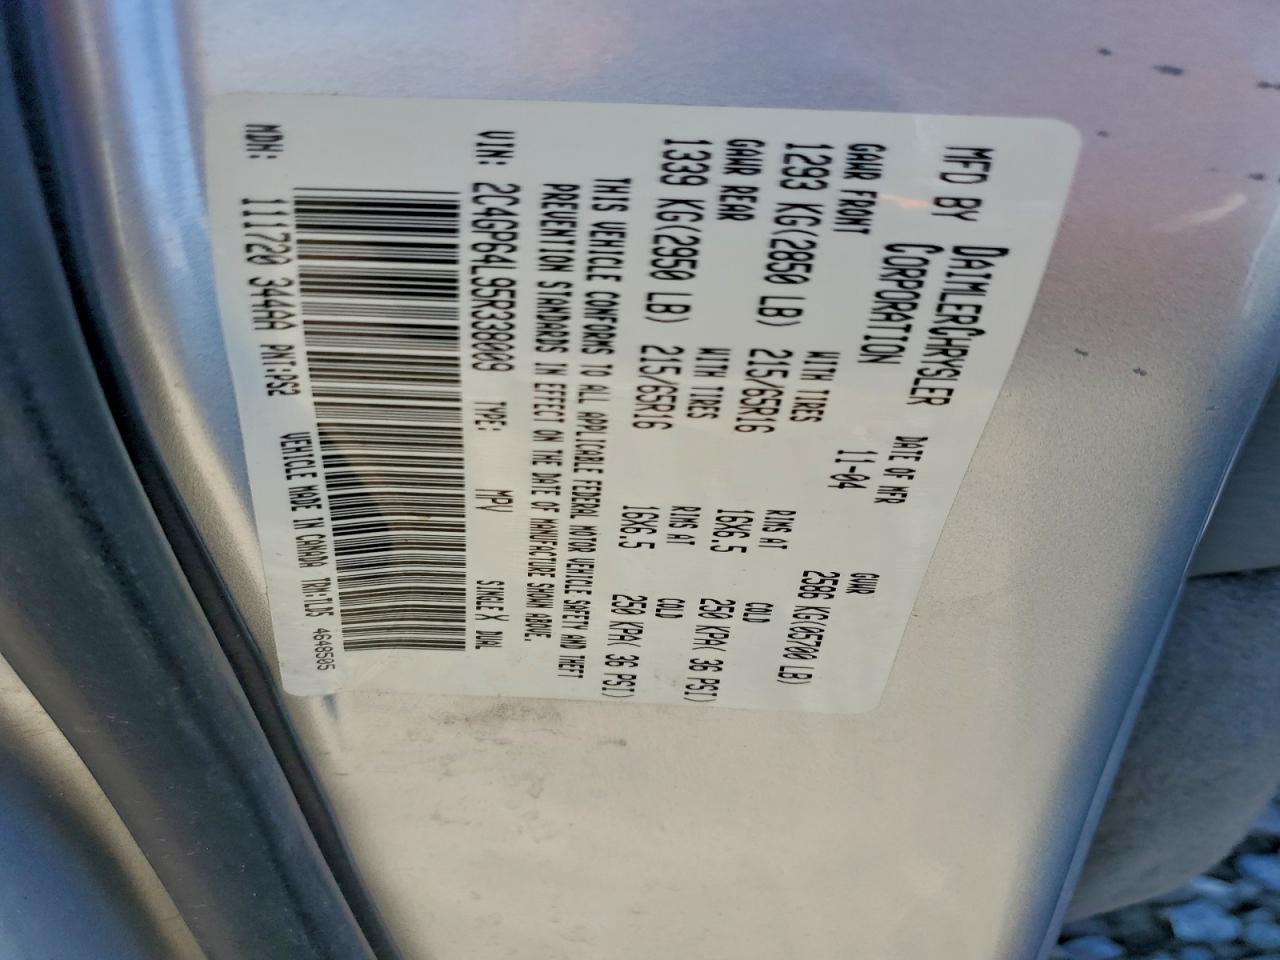 MFD BY DAIMLERCHRYSLER CORPORATION
DATE OF MFR 11-04
GVWR 2586 KG(05700 LB)
GAWR FRONT WITH TIRES RIMS AT COLD
1293 KG(2850 LB) 215/65R16 16X6.5 250 KPA( 36 PSI)
GAWR REAR WITH TIRES RIMS AT COLD
1339 KG(2950 LB) 215/65R16 16X6.5 250 KPA( 36 PSI)
THIS VEHICLE CONFORMS TO ALL APPLICABLE FEDERAL MOTOR VEHICLE SAFETY AND THEFT
PREVENTION STANDARDS IN EFFECT ON THE DATE OF MANUFACTURE SHOWN ABOVE.
VIN: 2C4GP64L95R338009 TYPE: MPV SINGLE X DUAL
MDH: 111720 344AA PNT:PS2 VEHICLE MADE IN CANADA TRM:TLJ5 4648505